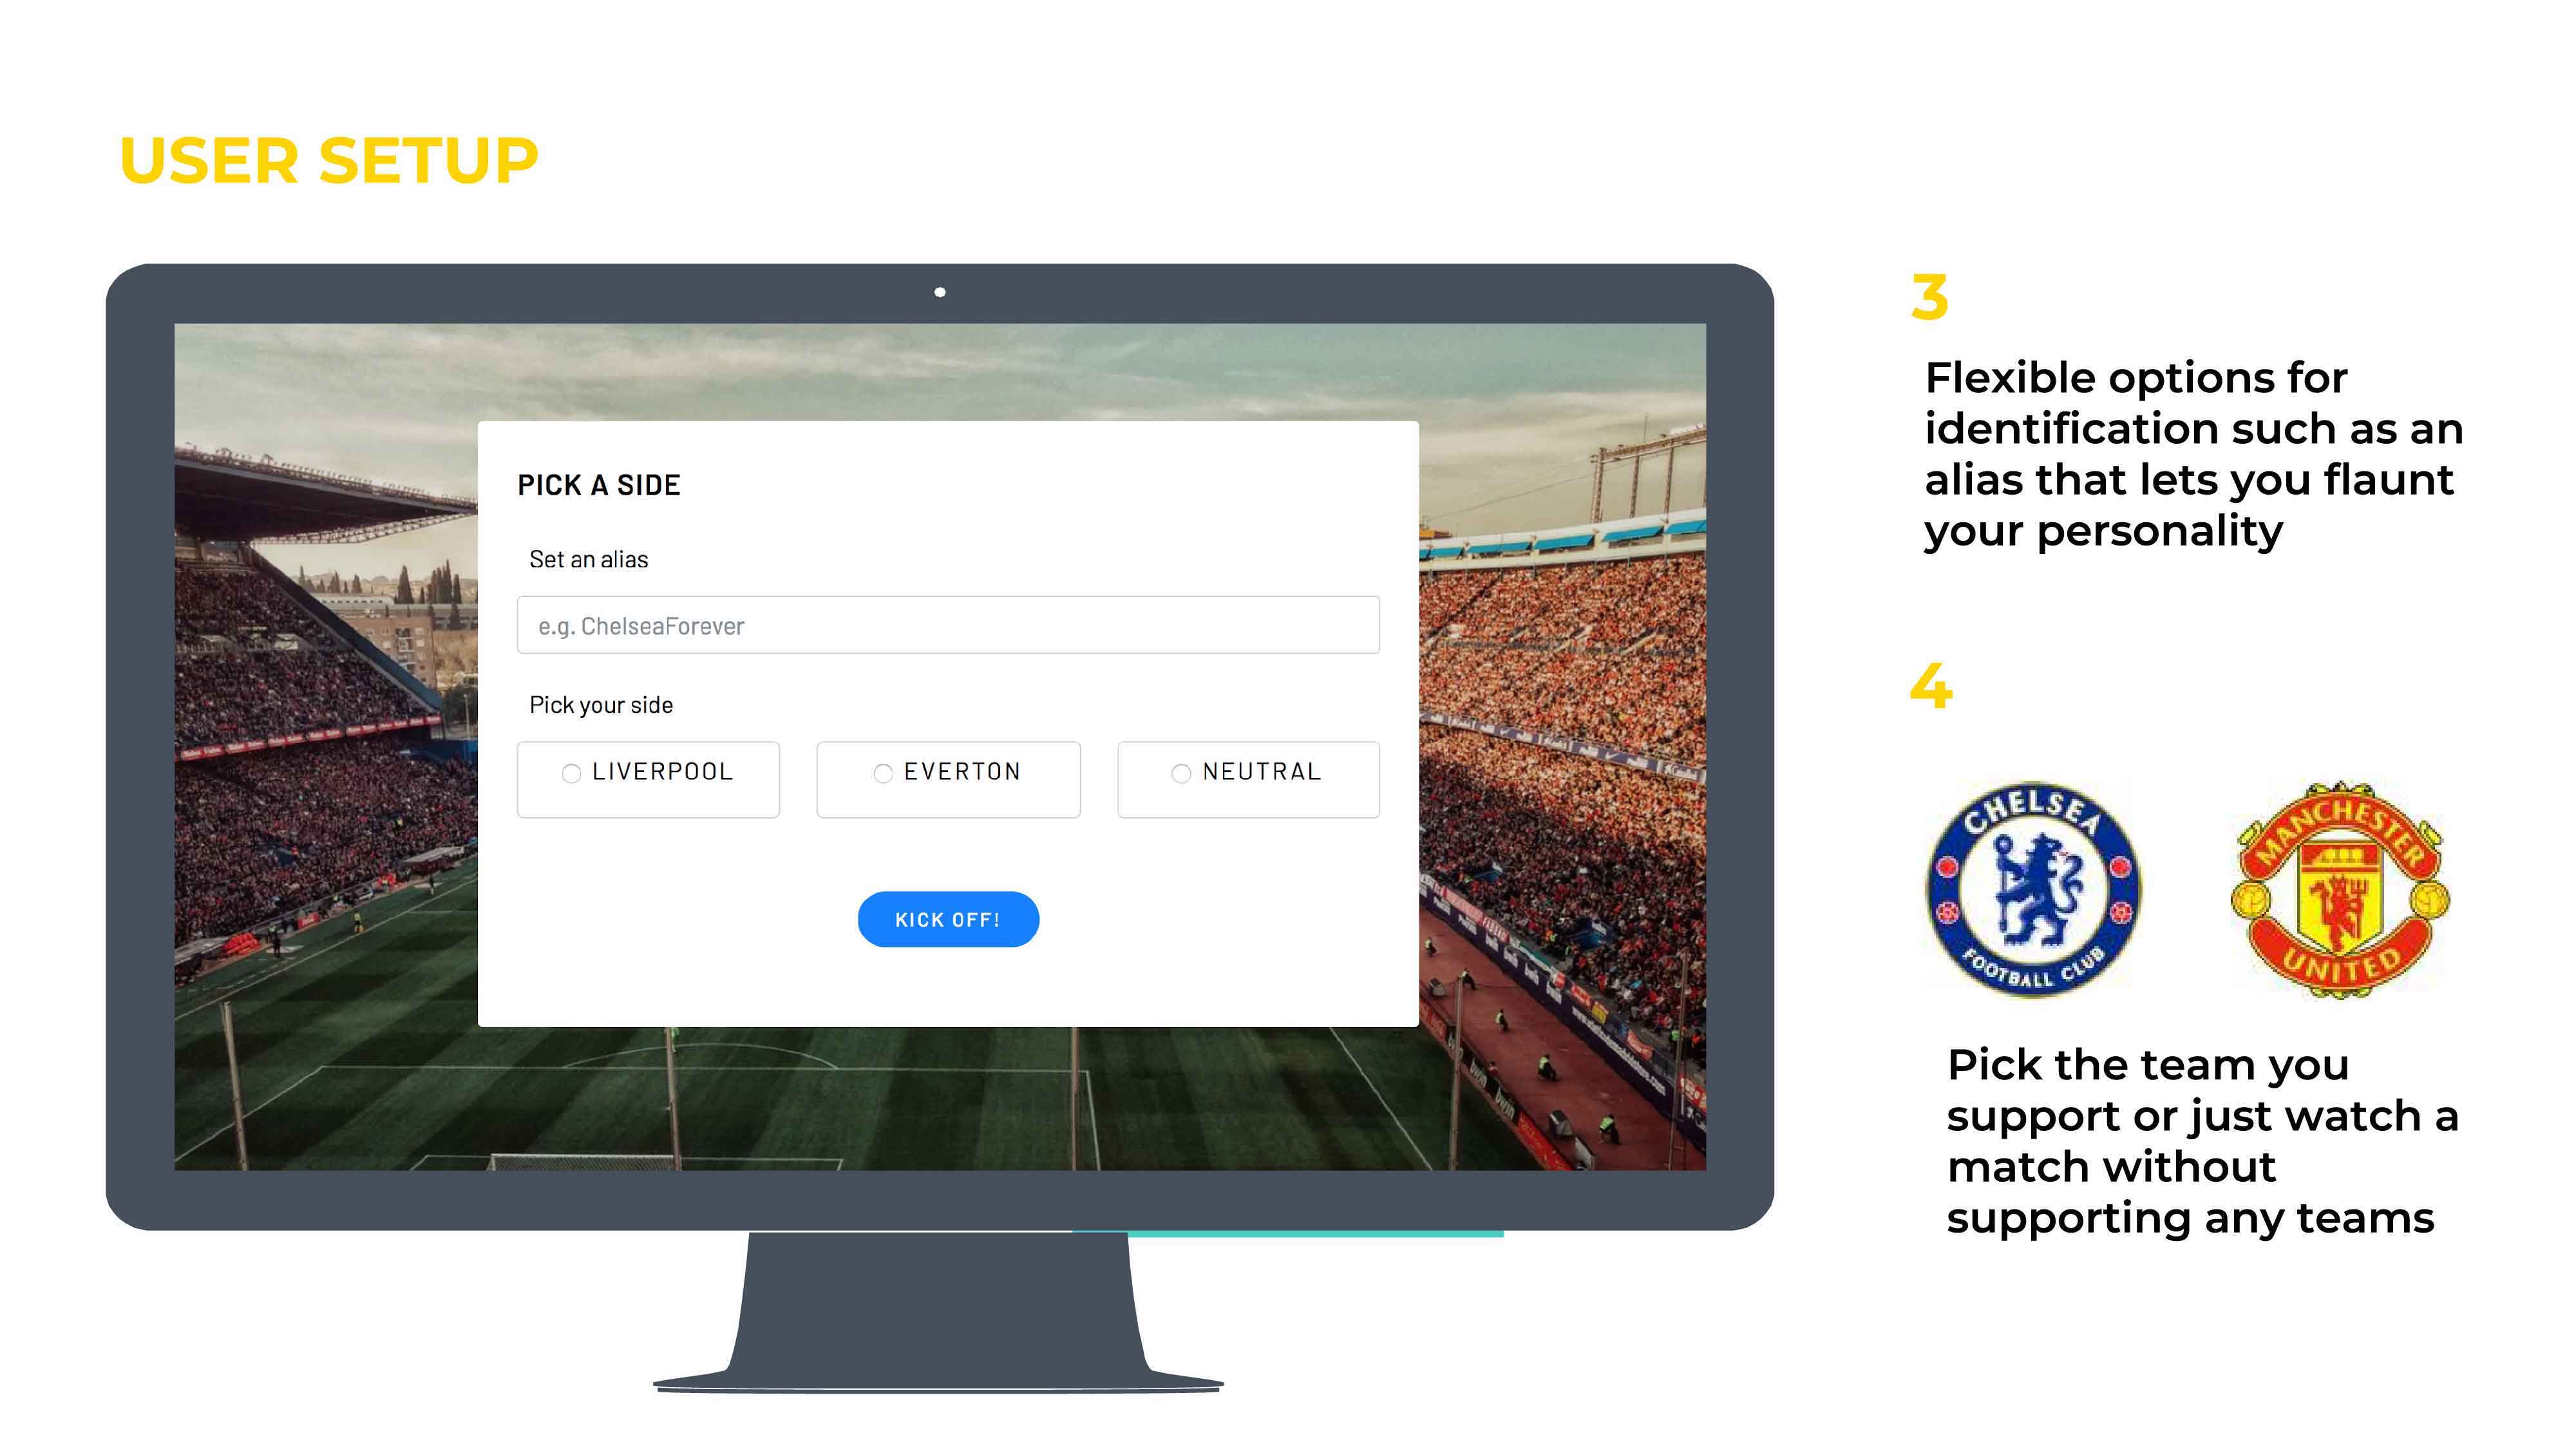 USER SETUP
PICK A SIDE
Set an alias
e.g. ChelseaForever
Pick your side
LIVERPOOL
EVERTON
NEUTRAL
KICK OFF!
3
Flexible options for
identification such as an
alias that lets you flaunt
your personality
4
CHELSEA
FOOTBALL CLUB
MANCHESTER
UNITED
Pick the team you
support or just watch a
match without
supporting any teams